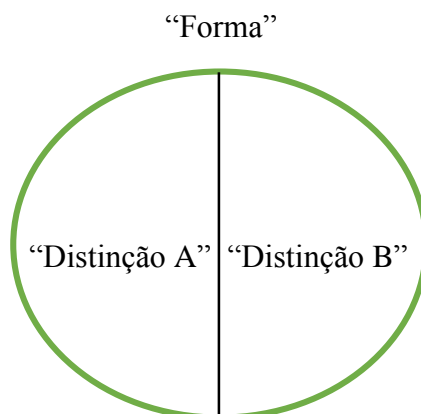 “Forma”
“Distinção A” “Distinção B”